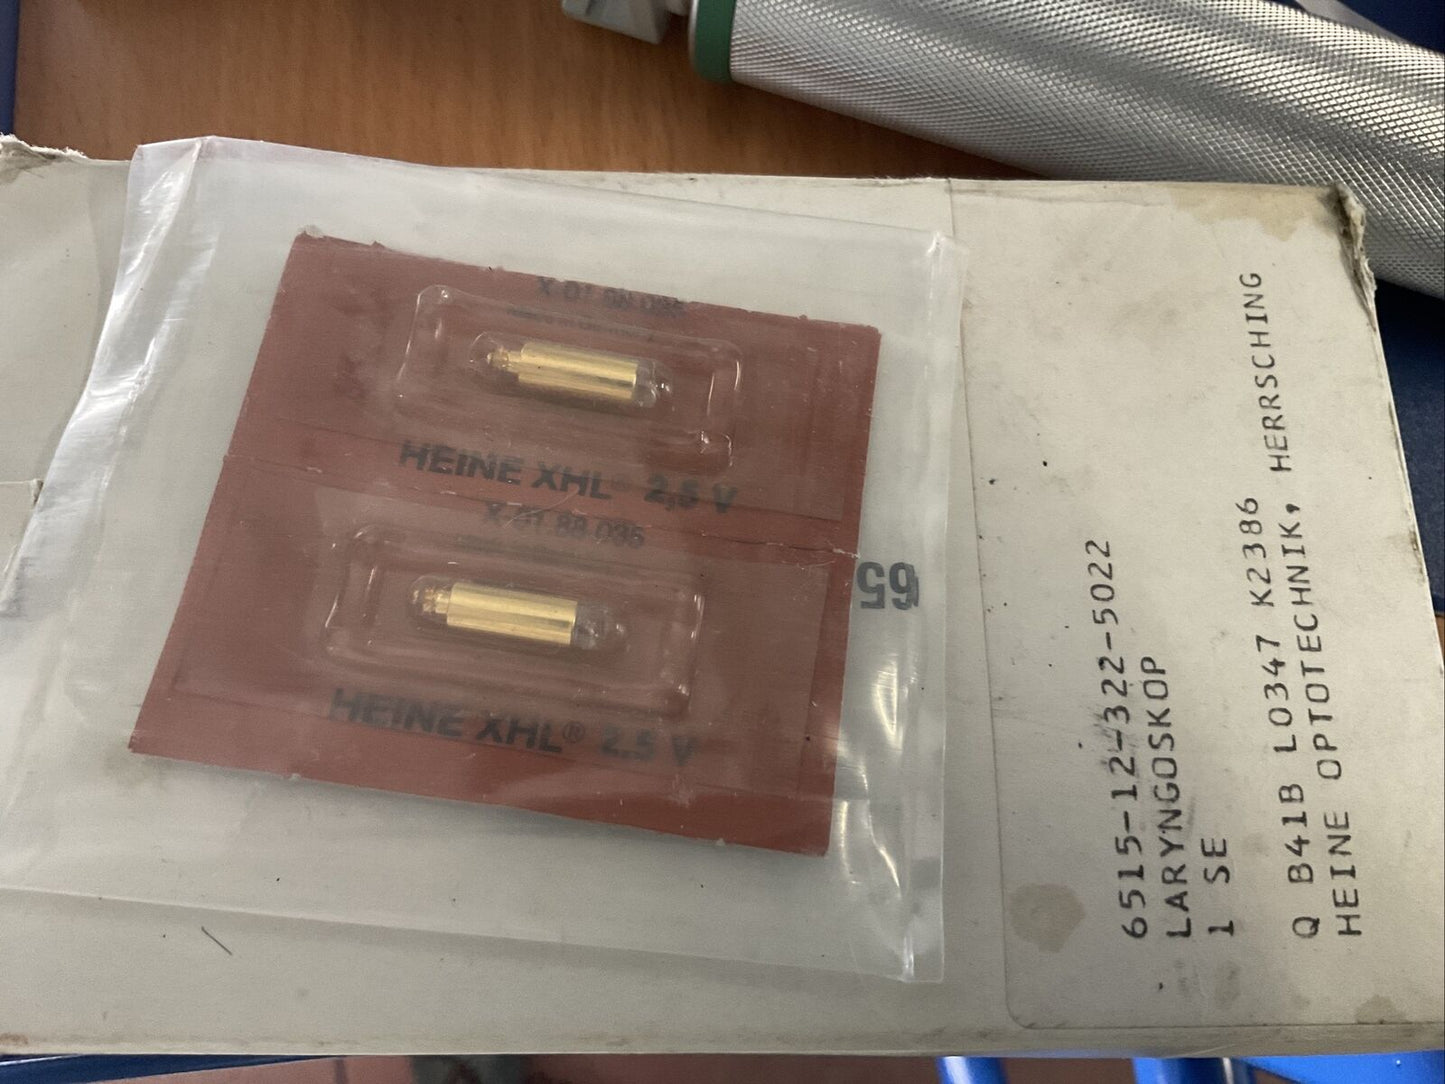 X-01.88.035
HEINE XHL® 2,5 V
X-01.88.035
HEINE XHL® 2,5 V
65
6515-12-322-5022
LARYNGOSKOP
1 SE
Q B41B L0347 K2386
HEINE OPTOTECHNIK, HERRSCHING